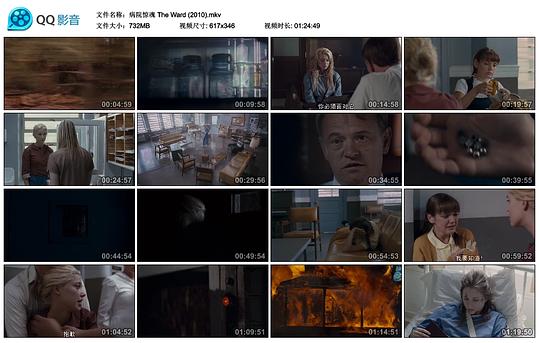 QQ影音
文件名称：病院惊魂 The Ward (2010).mkv
文件大小：732MB 视频尺寸：617x346 视频时长：01:24:49
00:04:59 00:09:58 00:14:58 00:19:57
你必须面对它
00:24:57 00:29:56 00:34:55 00:39:55
00:44:54 00:49:54 00:54:53 00:59:52
我要知道!
01:04:52 01:09:51 01:14:51 01:19:50
抱歉